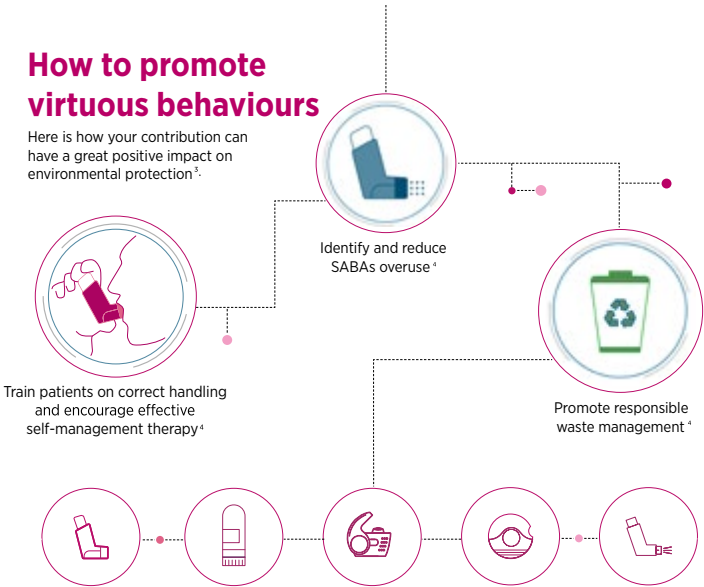 How to promote
virtuous behaviours
Here is how your contribution can
have a great positive impact on
environmental protection³.
Identify and reduce
SABAs overuse⁴
Train patients on correct handling
and encourage effective
self-management therapy⁴
Promote responsible
waste management⁴